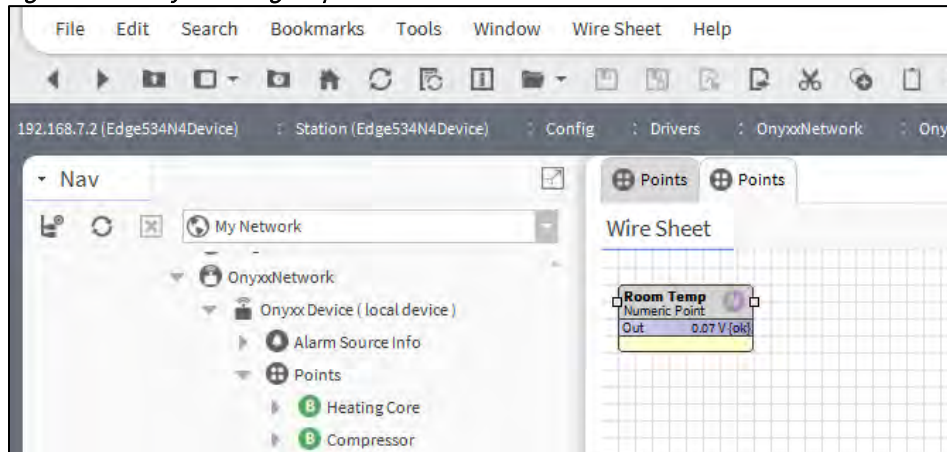 File Edit Search Bookmarks Tools Window Wire Sheet Help
192.168.7.2 (Edge534N4Device) : Station (Edge534N4Device) : Config : Drivers : OnyxxNetwork : Ony
Nav
Points Points
My Network
Wire Sheet
OnyxxNetwork
Onyxx Device ( local device )
Alarm Source Info
Points
B Heating Core
B Compressor
Room Temp
Numeric Point
Out 0.07 V {ok}